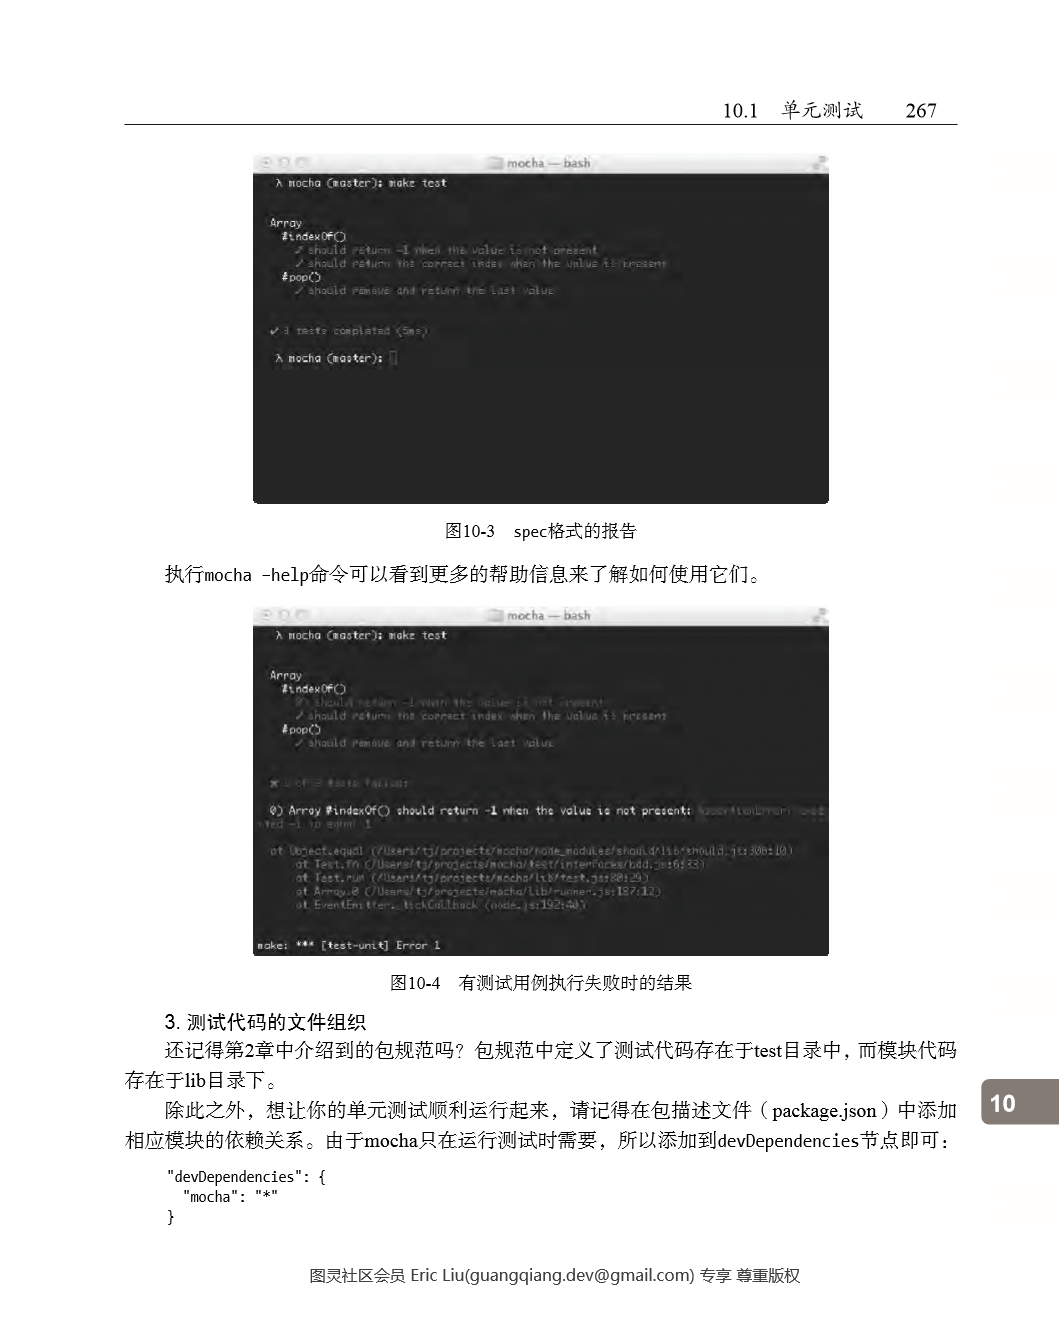 10.1 单元测试 267
mocha — bash
λ mocha (master): make test
Array
#indexOf()
✓ should return -1 when the value is not present
✓ should return the correct index when the value is present
#pop()
✓ should remove and return the last value
✔ 3 tests completed (5ms)
λ mocha (master):
图10-3 spec格式的报告
执行mocha –help命令可以看到更多的帮助信息来了解如何使用它们。
mocha — bash
λ mocha (master): make test
Array
#indexOf()
0) should return -1 when the value is not present
✓ should return the correct index when the value is present
#pop()
✓ should remove and return the last value
✖ of 3 tests failed:
0) Array #indexOf() should return -1 when the value is not present: AssertionError:
-1 to equal 1
at Object.equal (/Users/tj/projects/mocha/node_modules/should/lib/should.js:306:10)
at Test.fn (/Users/tj/projects/mocha/test/interfaces/bdd.js:6:33)
at Test.run (/Users/tj/projects/mocha/lib/test.js:80:29)
at Array.0 (/Users/tj/projects/mocha/lib/runner.js:187:12)
at EventEmitter._tickCallback (node.js:192:40)
make: *** [test-unit] Error 1
图10-4 有测试用例执行失败时的结果
3. 测试代码的文件组织
还记得第2章中介绍到的包规范吗？包规范中定义了测试代码存在于test目录中，而模块代码
存在于lib目录下。
除此之外，想让你的单元测试顺利运行起来，请记得在包描述文件（package.json）中添加
相应模块的依赖关系。由于mocha只在运行测试时需要，所以添加到devDependencies节点即可：
"devDependencies": {
"mocha": "*"
}
10
图灵社区会员 Eric Liu(guangqiang.dev@gmail.com) 专享 尊重版权